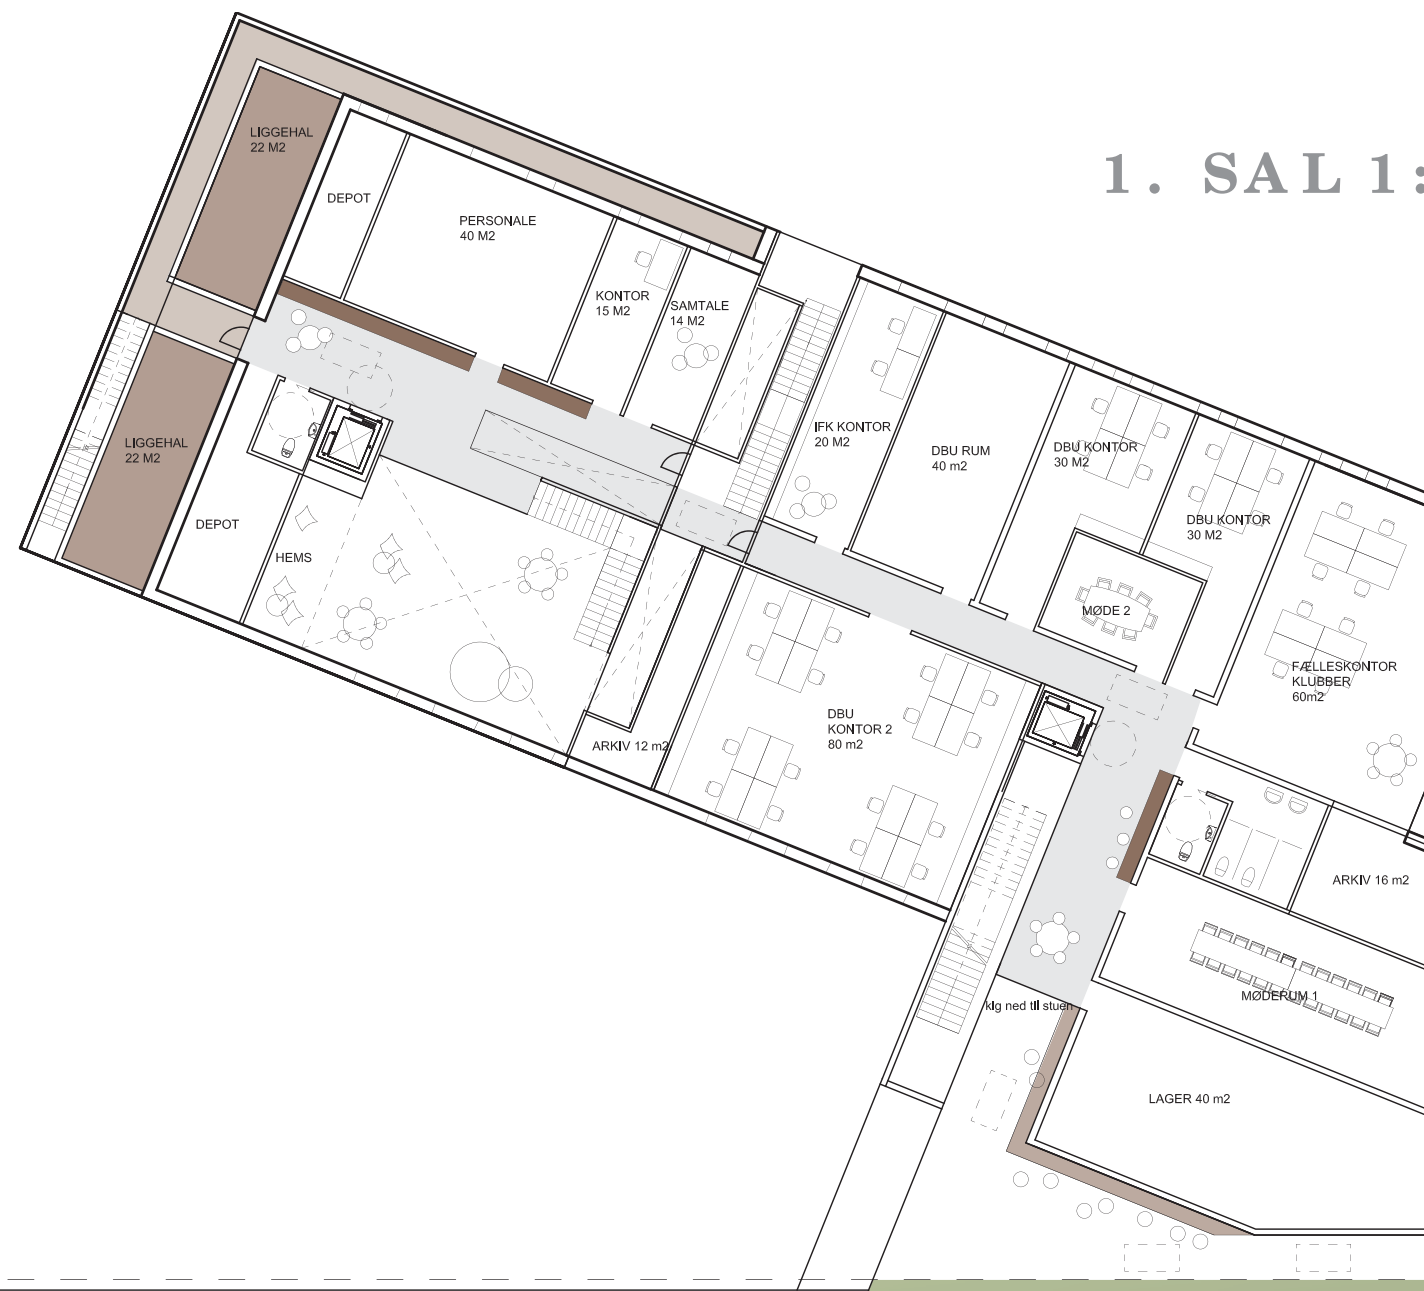 1. SAL 1:
LIGGEHAL
22 M2
DEPOT
PERSONALE
40 M2
KONTOR
15 M2
SAMTALE
14 M2
LIGGEHAL
22 M2
DEPOT
HEMS
IFK KONTOR
20 M2
DBU RUM
40 m2
DBU KONTOR
30 M2
DBU KONTOR
30 M2
MØDE 2
FÆLLESKONTOR
KLUBBER
60m2
ARKIV 12 m2
DBU
KONTOR 2
80 m2
ARKIV 16 m2
MØDERUM 1
kig ned til stuen
LAGER 40 m2